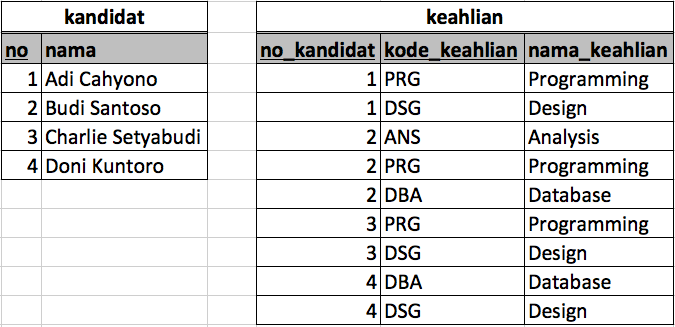 kandidat
no nama
1 Adi Cahyono
2 Budi Santoso
3 Charlie Setyabudi
4 Doni Kuntoro
keahlian
no_kandidat kode_keahlian nama_keahlian
1 PRG Programming
1 DSG Design
2 ANS Analysis
2 PRG Programming
2 DBA Database
3 PRG Programming
3 DSG Design
4 DBA Database
4 DSG Design